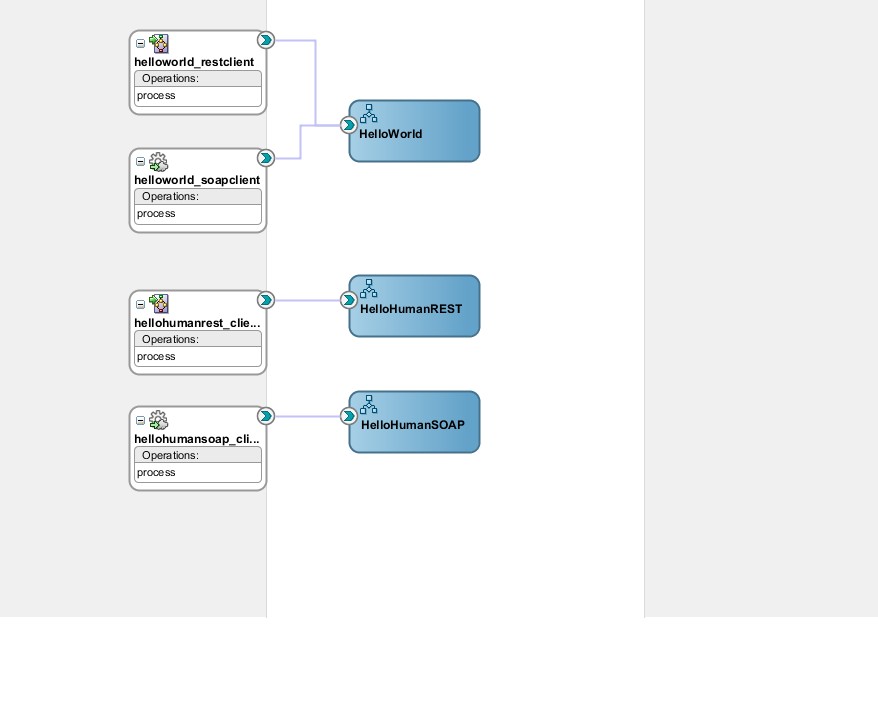 helloworld_restclient
Operations:
process
HelloWorld
helloworld_soapclient
Operations:
process
hellohumanrest_clie...
Operations:
process
HelloHumanREST
hellohumansoap_cli...
Operations:
process
HelloHumanSOAP